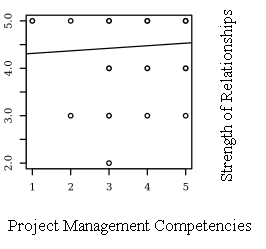 5.0
4.0
3.0
2.0
1 2 3 4 5
Strength of Relationships
Project Management Competencies